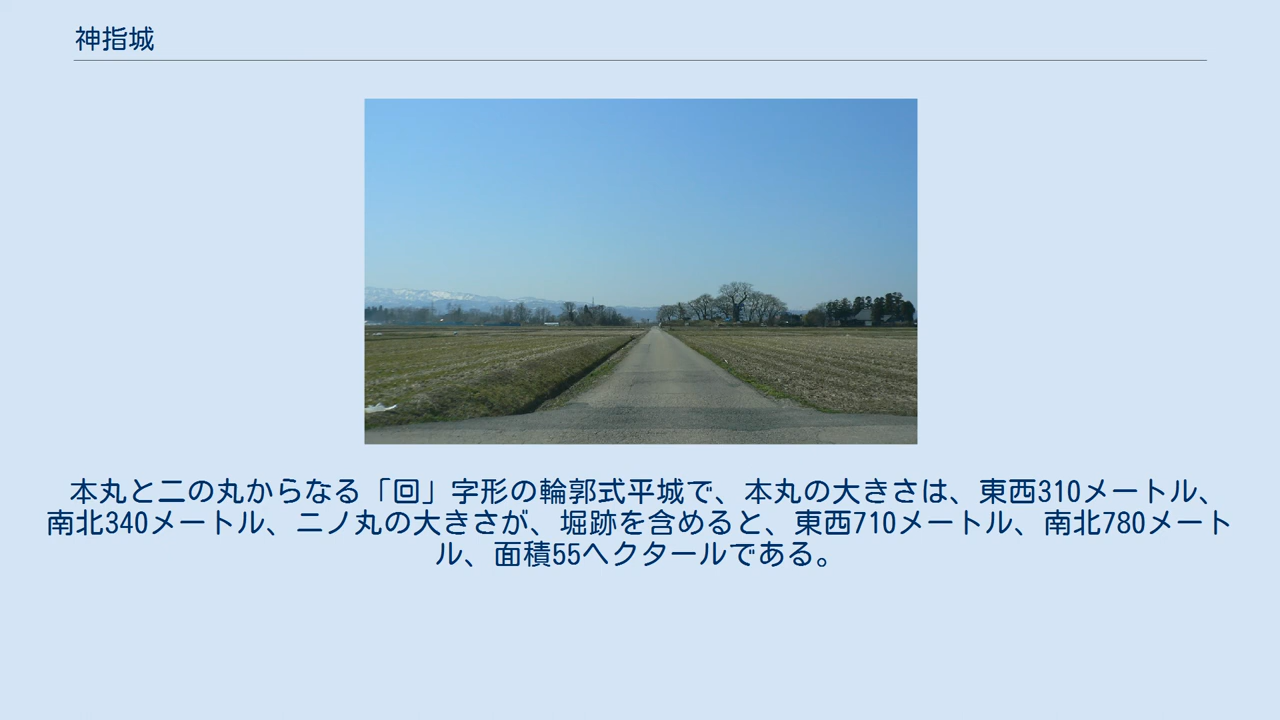 神指城
本丸と二の丸からなる「回」字形の輪郭式平城で、本丸の大きさは、東西310メートル、
南北340メートル、二ノ丸の大きさが、堀跡を含めると、東西710メートル、南北780メート
ル、面積55ヘクタールである。